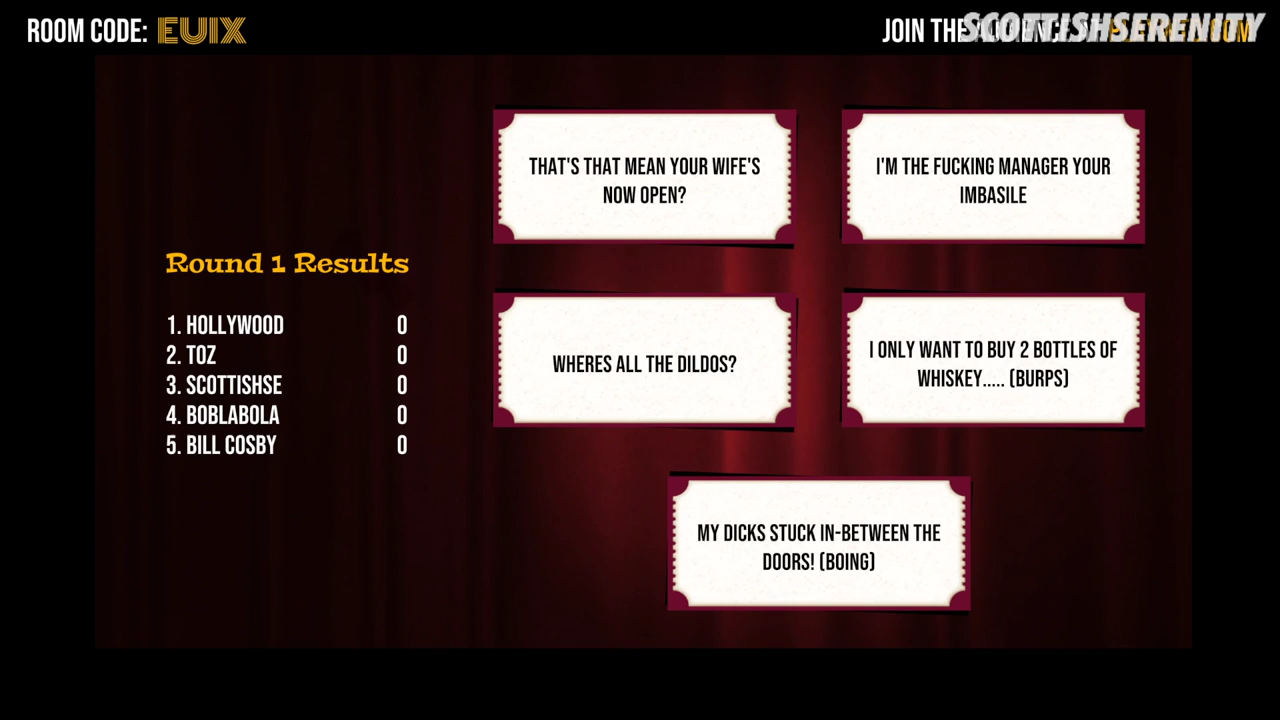 ROOM CODE: EUIX
JOIN THE
SCOTTISHSERENITY
THAT'S THAT MEAN YOUR WIFE'S
NOW OPEN?
I'M THE FUCKING MANAGER YOUR
IMBASILE
Round 1 Results
1. HOLLYWOOD 0
2. TOZ 0
3. SCOTTISHSE 0
4. BOBLABOLA 0
5. BILL COSBY 0
WHERES ALL THE DILDOS?
I ONLY WANT TO BUY 2 BOTTLES OF
WHISKEY..... (BURPS)
MY DICKS STUCK IN-BETWEEN THE
DOORS! (BOING)